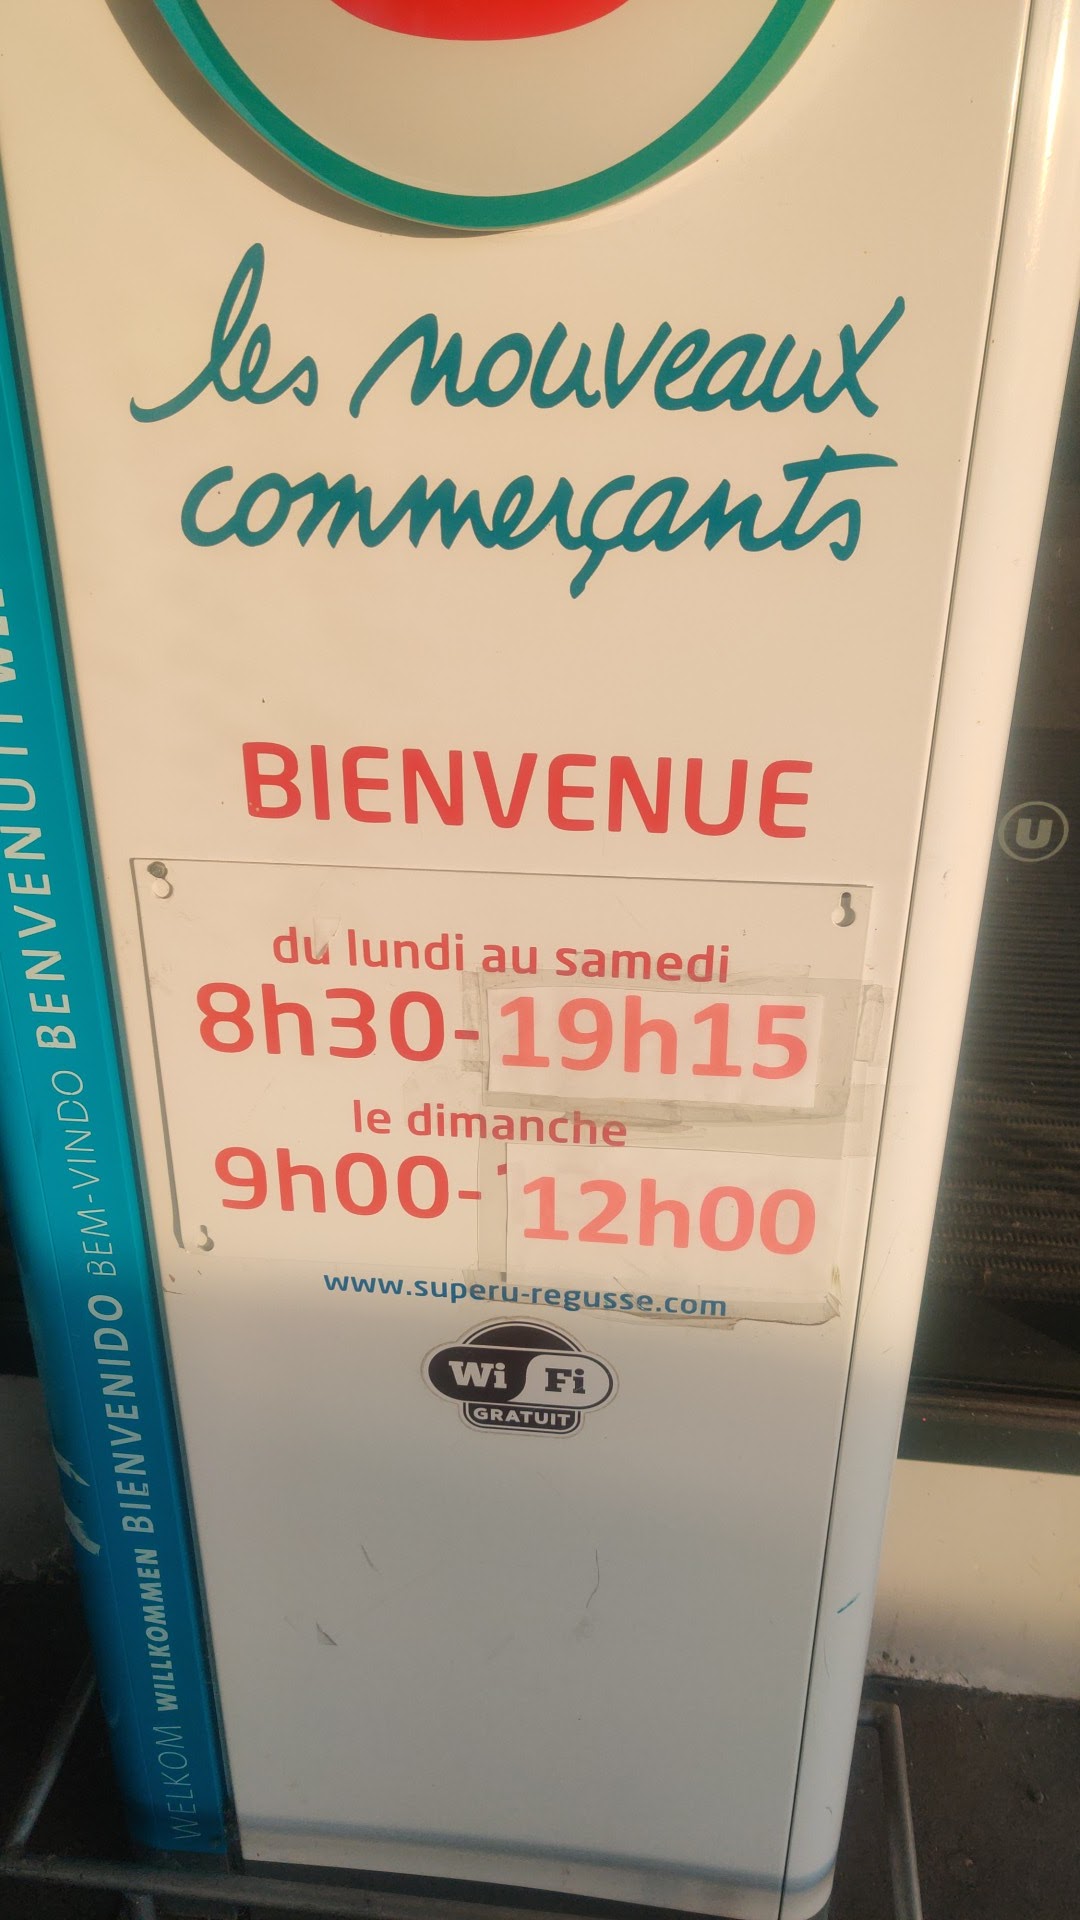 les nouveaux
commerçants
BIENVENUE
du lundi au samedi
8h30-19h15
le dimanche
9h00-12h00
www.superu-regusse.com
Wi Fi
GRATUIT
WELKOM WILLKOMMEN BIENVENIDO BEM-VINDO BENVENUTI
U